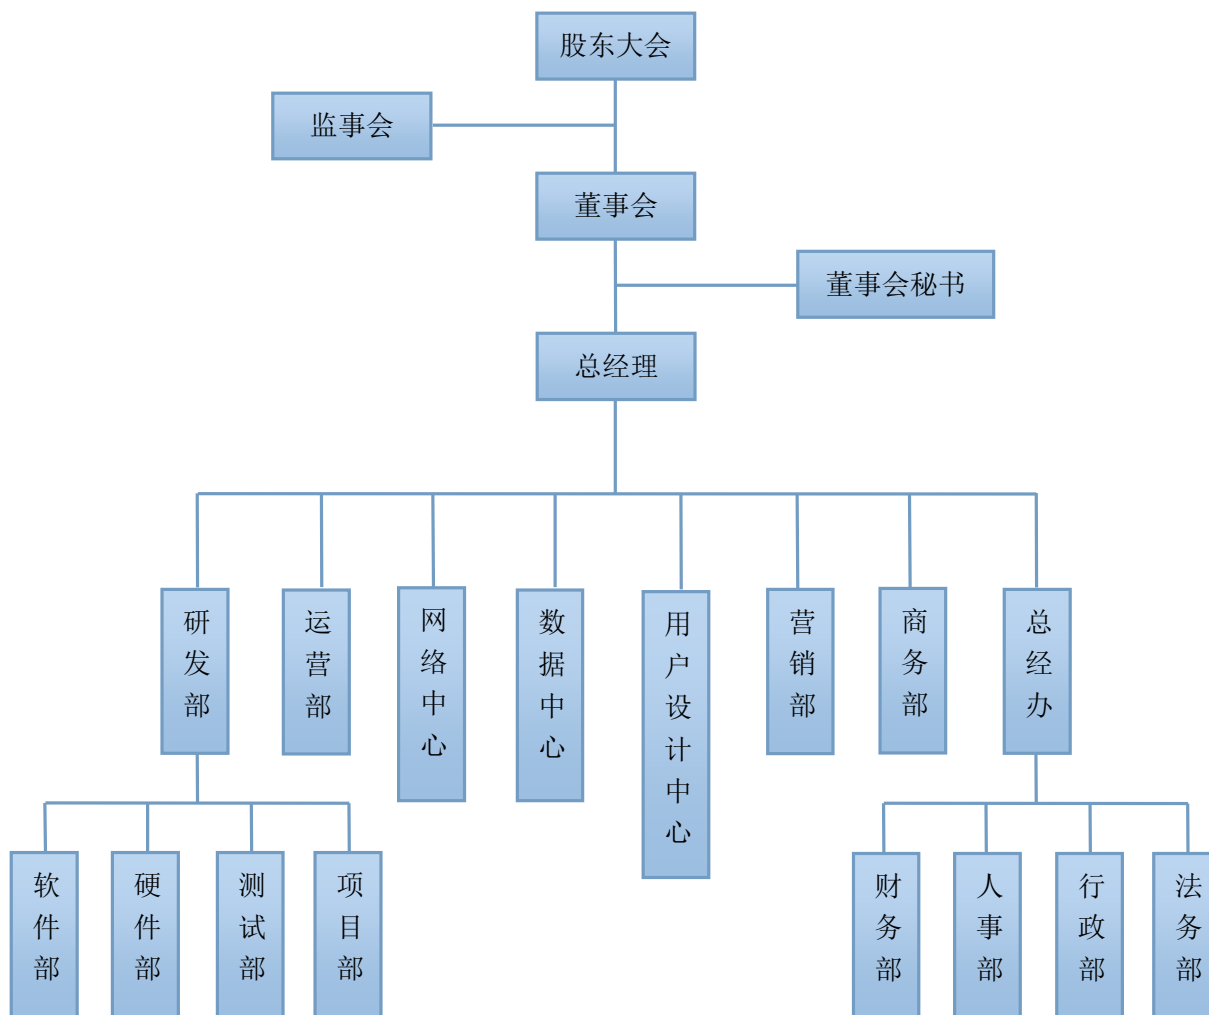 股东大会
监事会
董事会
董事会秘书
总经理
研发部
运营部
网络中心
数据中心
用户设计中心
营销部
商务部
总经办
软件部
硬件部
测试部
项目部
财务部
人事部
行政部
法务部